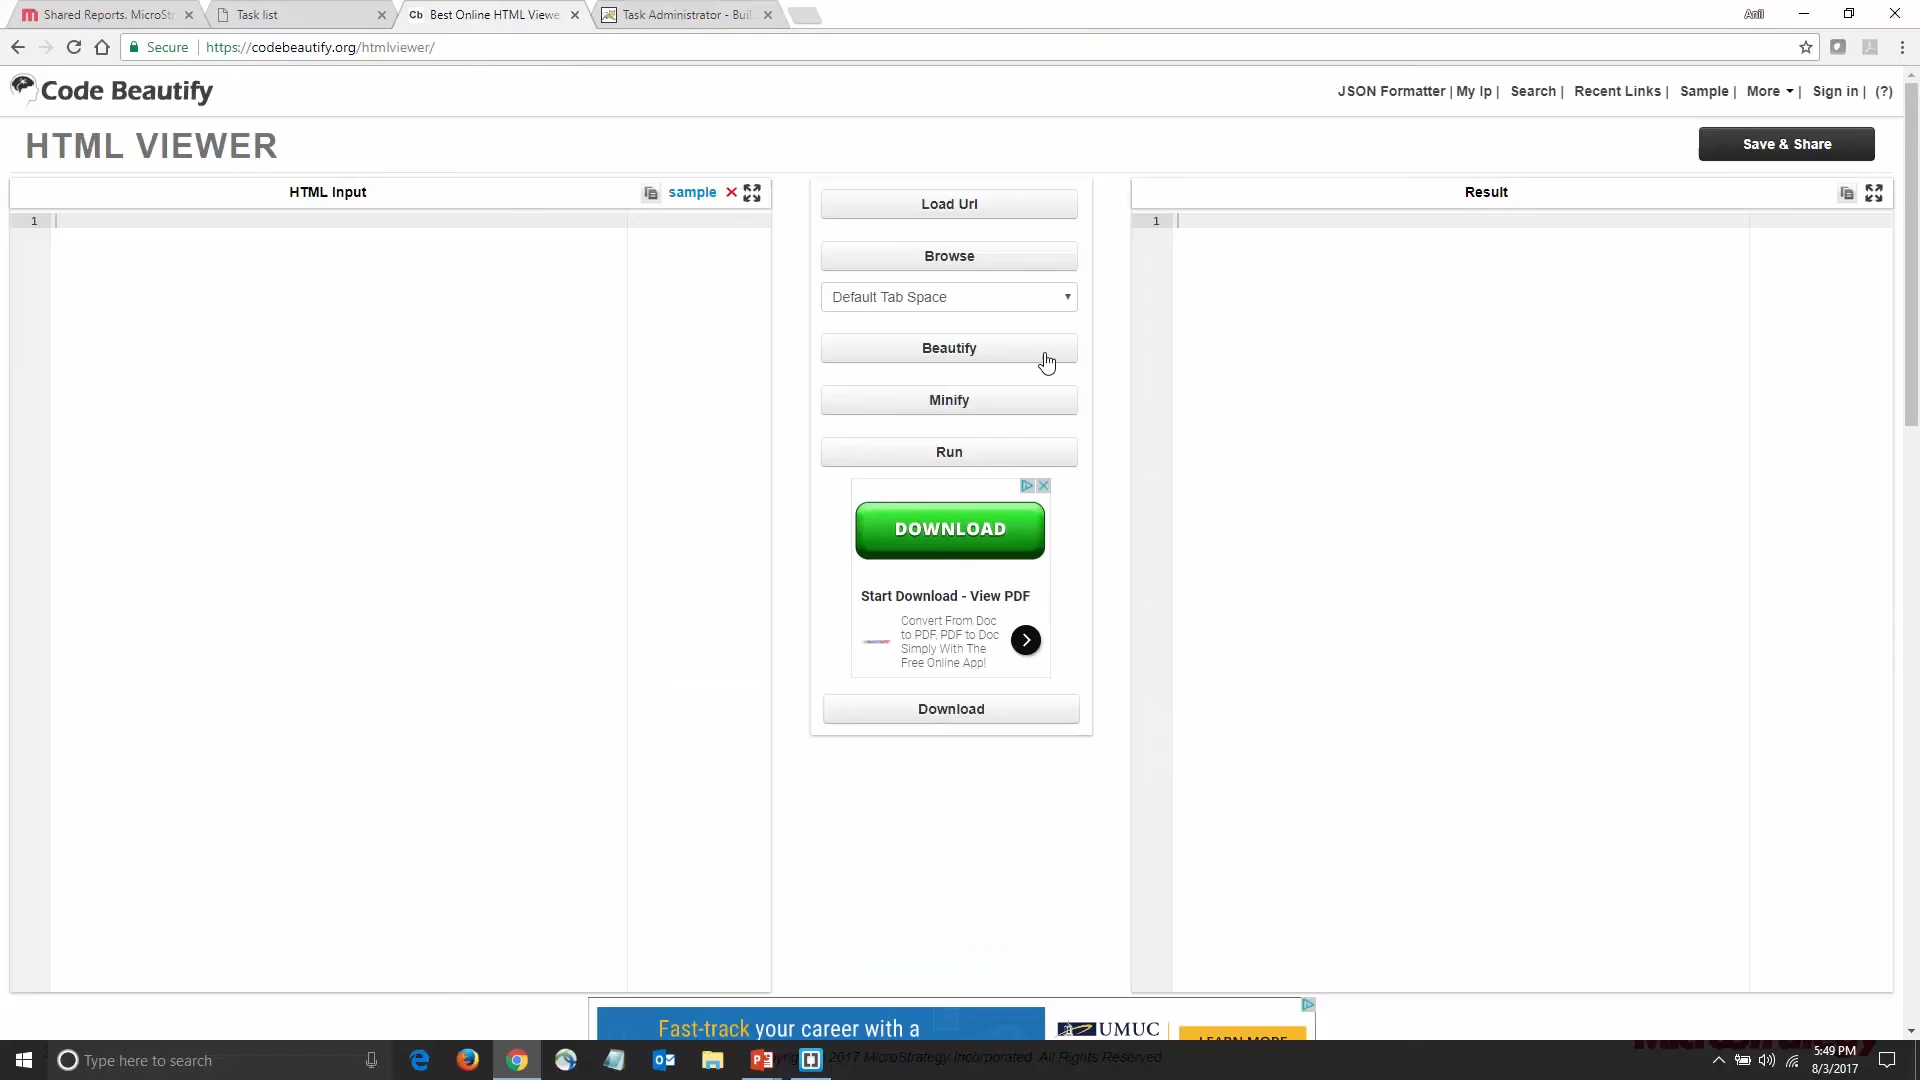 Shared Reports. MicroStr
Task list
Cb Best Online HTML Viewe
Task Administrator - Buil
Anil
Secure
https://codebeautify.org/htmlviewer/
Code Beautify
JSON Formatter | My Ip | Search | Recent Links | Sample | More | Sign in | (?)
HTML VIEWER
Save & Share
HTML Input
sample
1
Load Url
Browse
Default Tab Space
Beautify
Minify
Run
DOWNLOAD
Start Download - View PDF
Convert From Doc
to PDF, PDF to Doc
Simply With The
Free Online App!
Download
Result
1
Fast-track your career with a
UMUC
LEARN MORE
Type here to search
2017 MicroStrategy Incorporated. All Rights Reserved
5:49 PM
8/3/2017